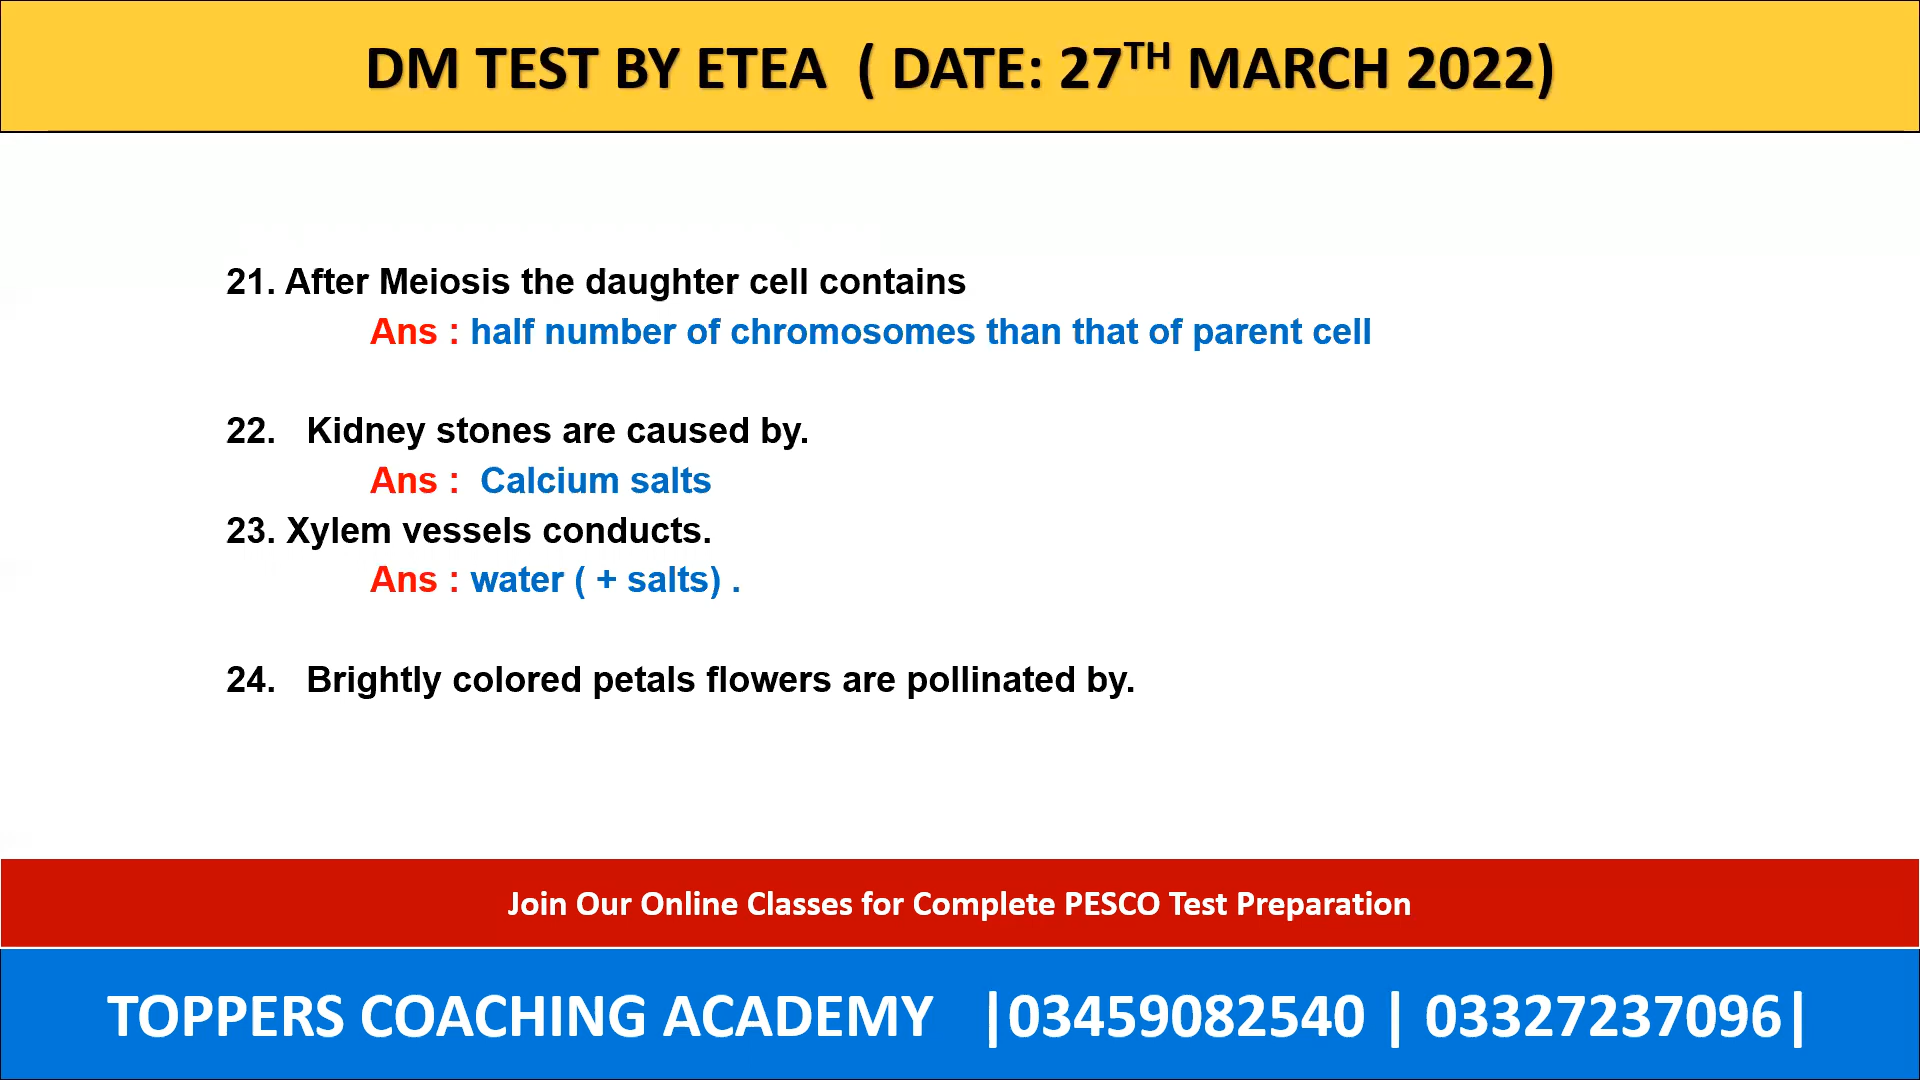 DM TEST BY ETEA ( DATE: 27TH MARCH 2022)
21. After Meiosis the daughter cell contains
Ans : half number of chromosomes than that of parent cell
22. Kidney stones are caused by.
Ans : Calcium salts
23. Xylem vessels conducts.
Ans : water ( + salts) .
24. Brightly colored petals flowers are pollinated by.
Join Our Online Classes for Complete PESCO Test Preparation
TOPPERS COACHING ACADEMY |03459082540 | 03327237096|